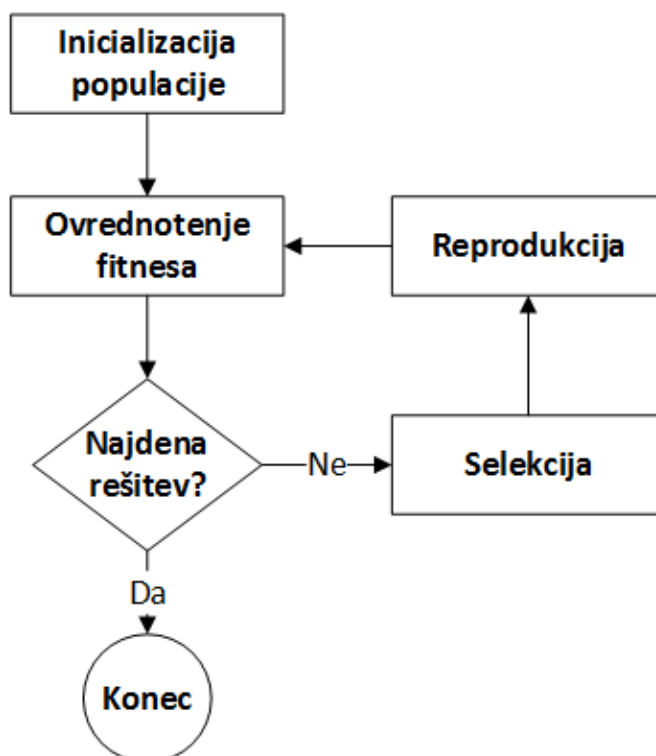 Inicializacija
populacije
Ovrednotenje
fitnesa
Reprodukcija
Najdena
rešitev?
Ne
Selekcija
Da
Konec